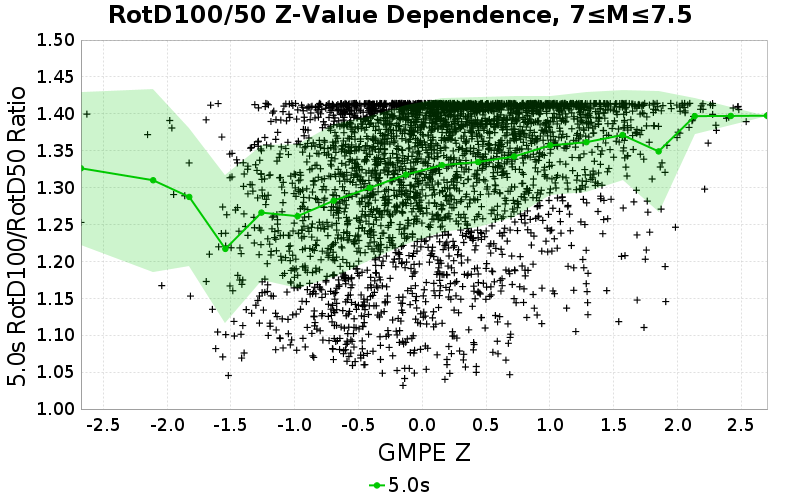 RotD100/50 Z-Value Dependence, 7≤M≤7.5
5.0s RotD100/RotD50 Ratio
1.50
1.45
1.40
1.35
1.30
1.25
1.20
1.15
1.10
1.05
1.00
-2.5 -2.0 -1.5 -1.0 -0.5 0.0 0.5 1.0 1.5 2.0 2.5
GMPE Z
5.0s